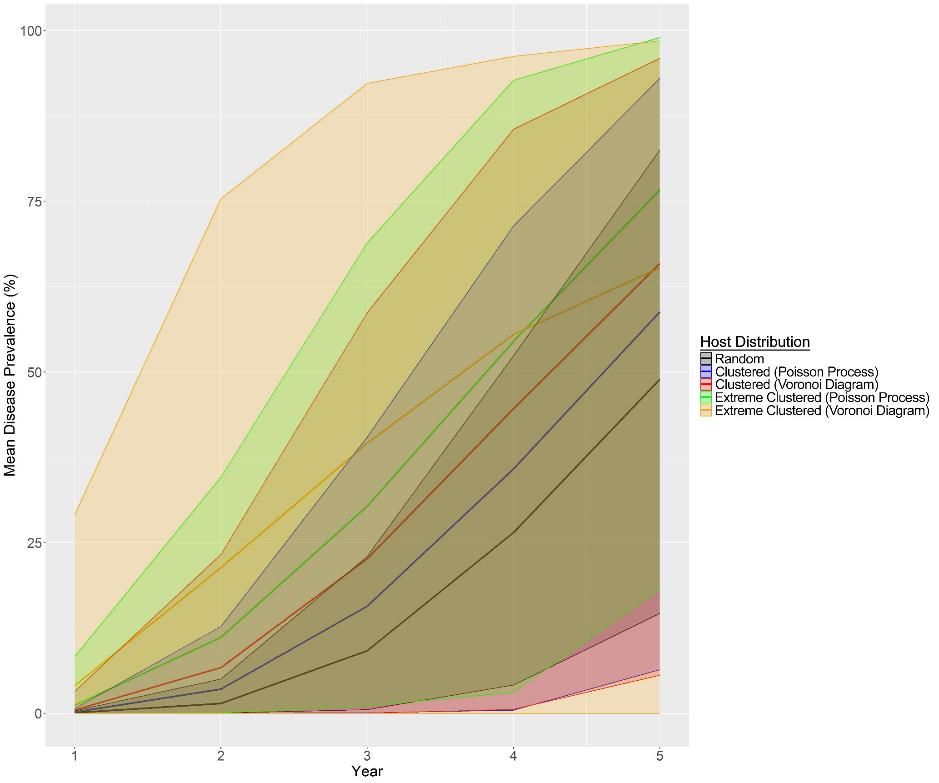 100
75
50
25
0
Mean Disease Prevalence (%)
1 2 3 4 5
Year
Host Distribution
Random
Clustered (Poisson Process)
Clustered (Voronoi Diagram)
Extreme Clustered (Poisson Process)
Extreme Clustered (Voronoi Diagram)